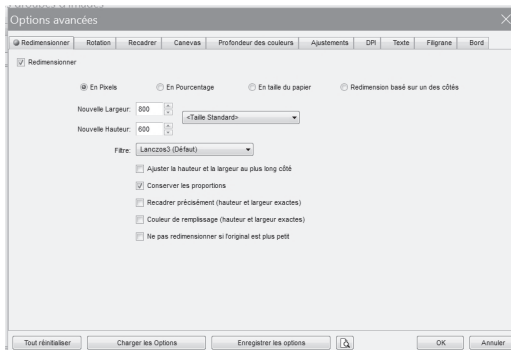 Options avancées
Redimensionner Rotation Recadrer Canevas Profondeur des couleurs Ajustements DPI Texte Filigrane Bord
Redimensionner
En Pixels En Pourcentage En taille du papier Redimension basé sur un des côtés
Nouvelle Largeur: 800
<Taille Standard>
Nouvelle Hauteur: 600
Filtre: Lanczos3 (Défaut)
Ajuster la hauteur et la largeur au plus long côté
Conserver les proportions
Recadrer précisément (hauteur et largeur exactes)
Couleur de remplissage (hauteur et largeur exactes)
Ne pas redimensionner si l'original est plus petit
Tout réinitialiser Charger les Options Enregistrer les options OK Annuler